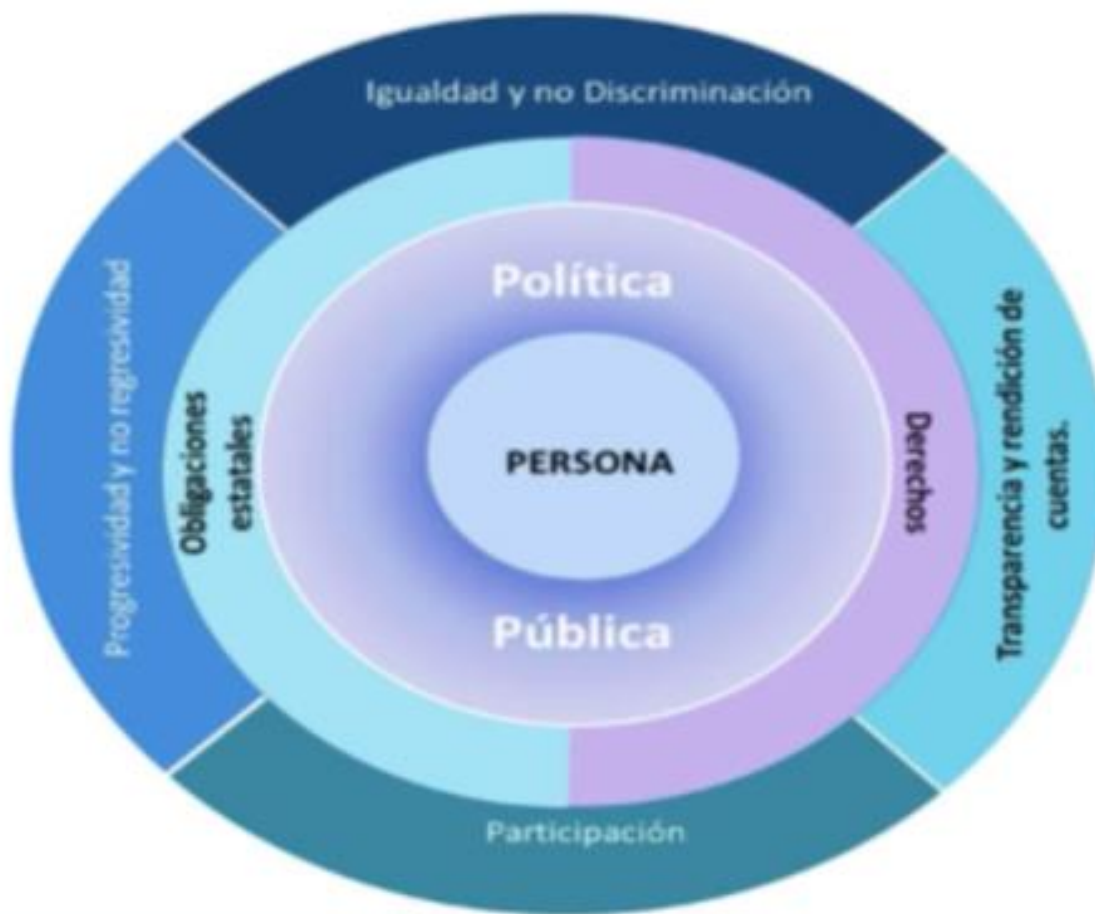 Igualdad y no Discriminación
Progresividad y no regresividad
Obligaciones
estatales
Política
PERSONA
Pública
Derechos
Transparencia y rendición de
cuentas.
Participación